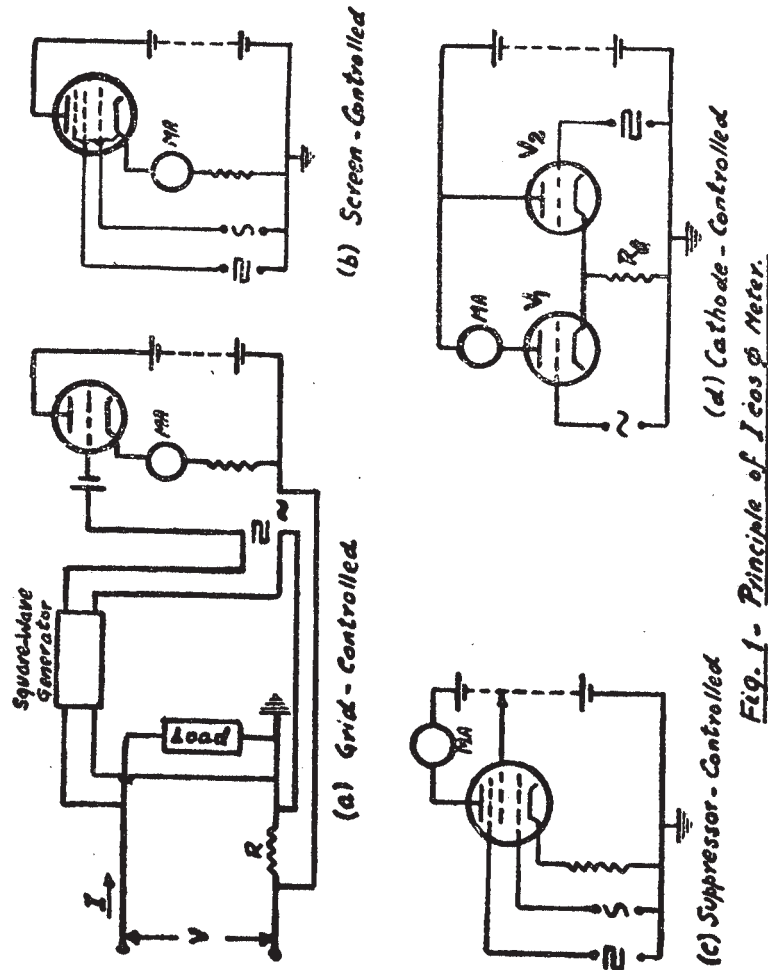 Square-Wave
Generator
I
V
R
Load
MA
(a) Grid-Controlled
MA
(b) Screen-Controlled
MA
(c) Suppressor-Controlled
MA
V1
V2
(d) Cathode-Controlled
Fig. 1- Principle of I cos φ Meter.